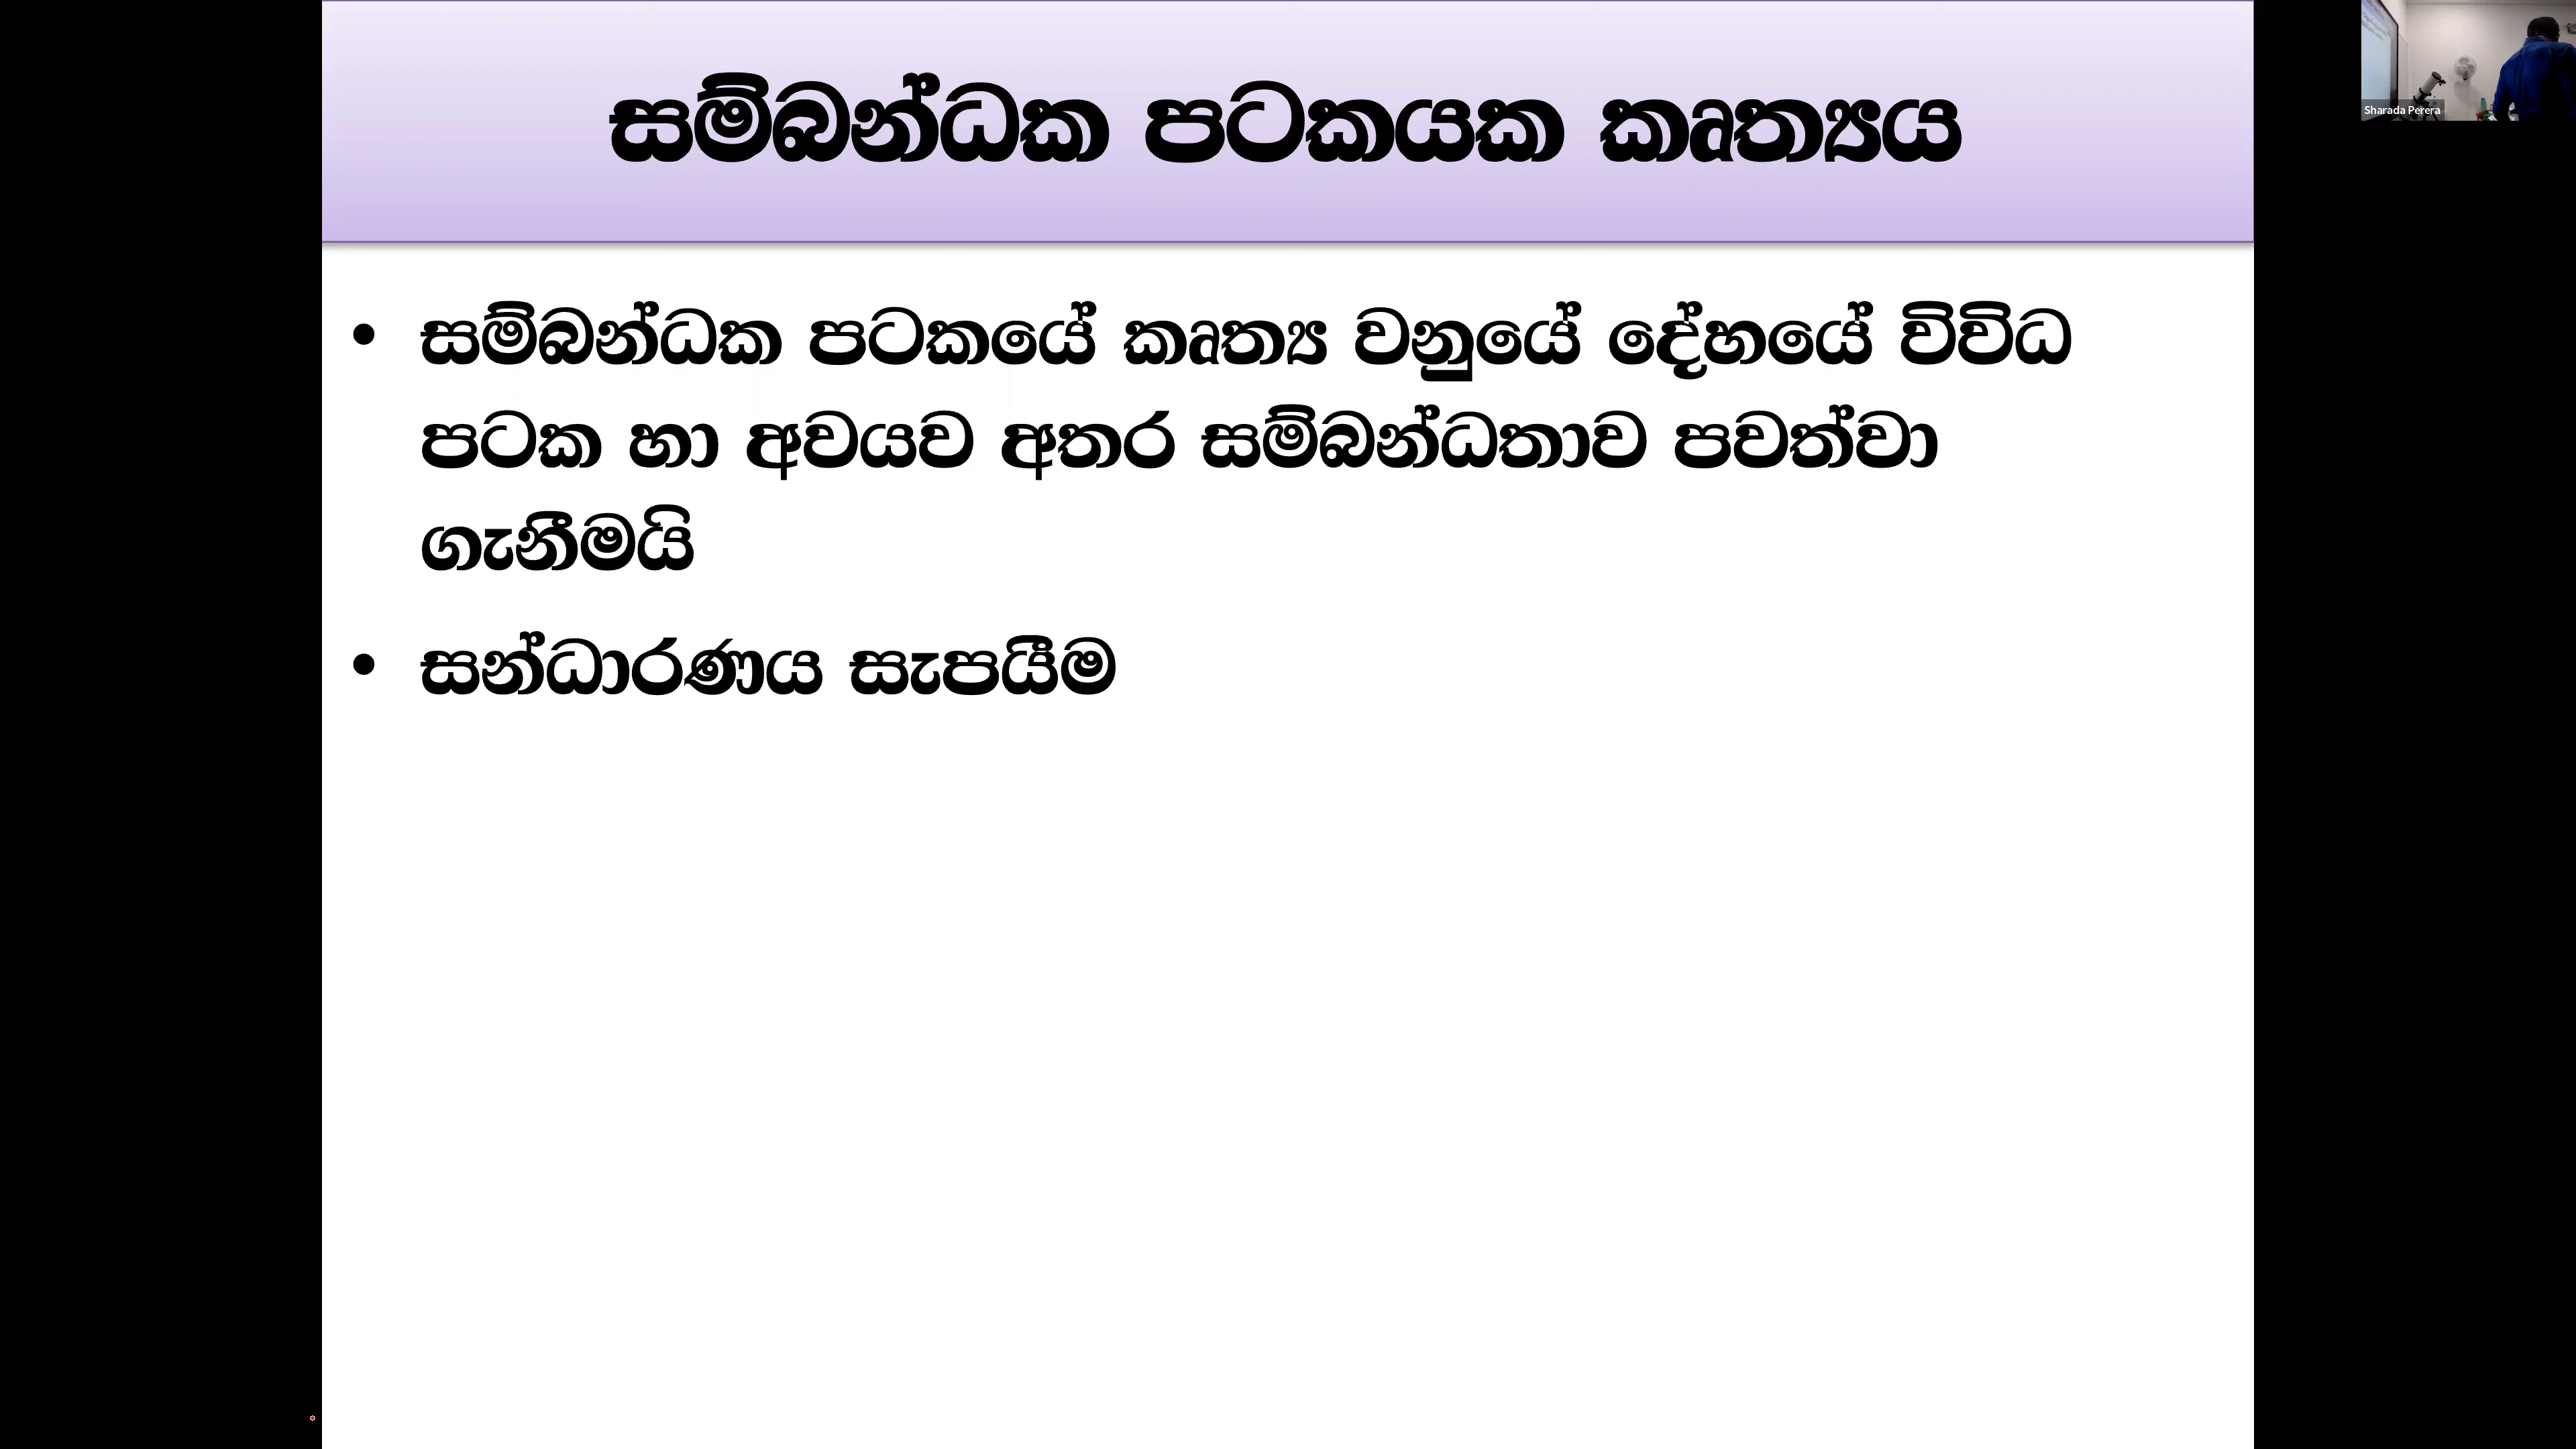 සම්බන්ධක පටකයක කෘත්‍යය
Sharada Perera
• සම්බන්ධක පටකයේ කෘත්‍ය වනුයේ දේහයේ විවිධ
පටක හා අවයව අතර සම්බන්ධතාව පවත්වා
ගැනීමයි
• සන්ධාරණය සැපයීම